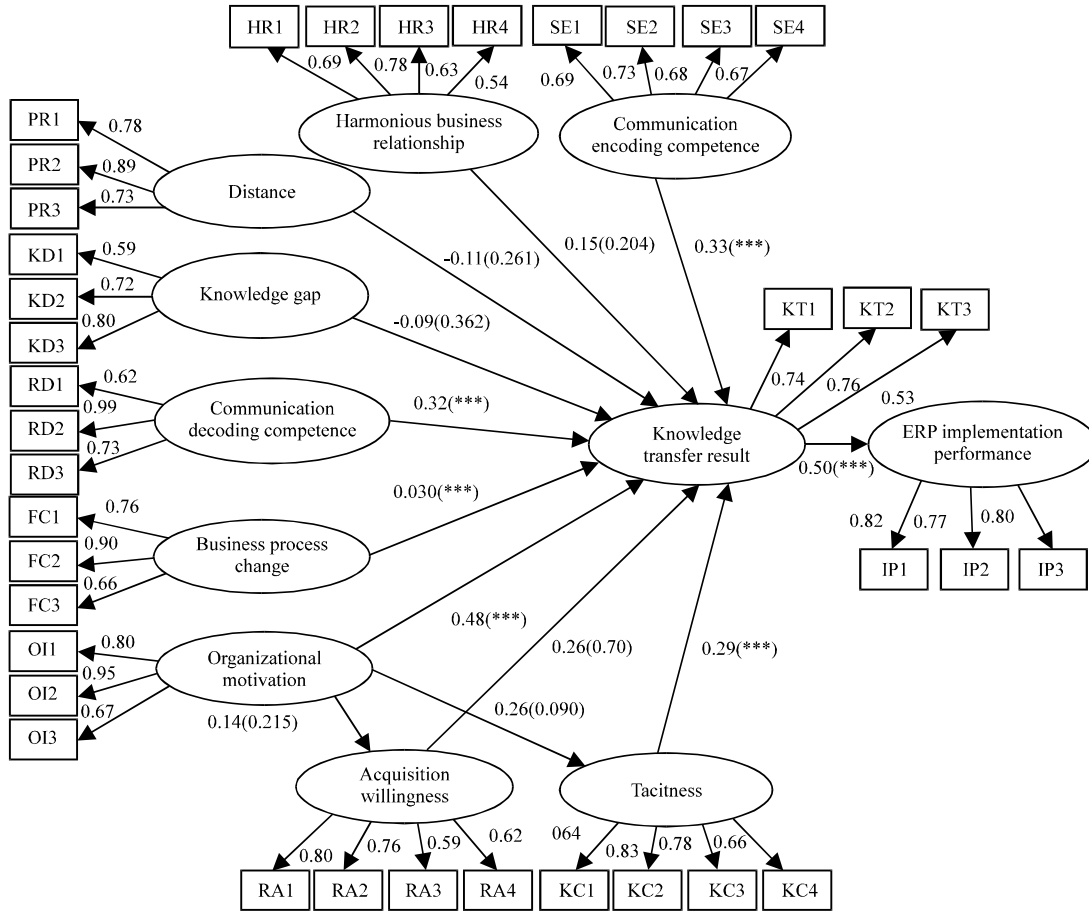 HR1
HR2
HR3
HR4
SE1
SE2
SE3
SE4
0.69
0.78
0.63
0.54
0.69
0.73
0.68
0.67
Harmonious business
relationship
Communication
encoding competence
PR1
PR2
PR3
0.78
0.89
0.73
Distance
-0.11(0.261)
0.15(0.204)
0.33(***)
KD1
KD2
KD3
0.59
0.72
0.80
Knowledge gap
-0.09(0.362)
KT1
KT2
KT3
0.74
0.76
0.53
RD1
RD2
RD3
0.62
0.99
0.73
Communication
decoding competence
0.32(***)
Knowledge
transfer result
0.50(***)
ERP implementation
performance
0.82
0.77
0.80
IP1
IP2
IP3
FC1
FC2
FC3
0.76
0.90
0.66
Business process
change
0.030(***)
OI1
OI2
OI3
0.80
0.95
0.67
Organizational
motivation
0.48(***)
0.26(0.70)
0.29(***)
0.14(0.215)
0.26(0.090)
Acquisition
willingness
Tacitness
0.80
0.76
0.59
0.62
064
0.83
0.78
0.66
RA1
RA2
RA3
RA4
KC1
KC2
KC3
KC4